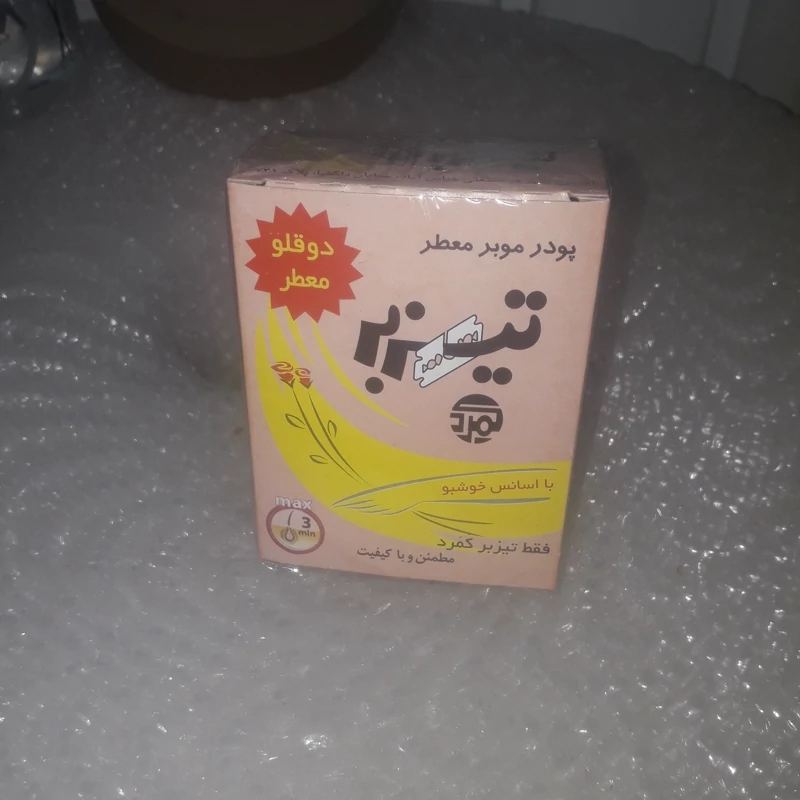 پودر موبر معطر
دوقلو
معطر
تیزبر
کمرد
با اسانس خوشبو
فقط تیزبر کمرد
مطمئن و با کیفیت
max
3
min